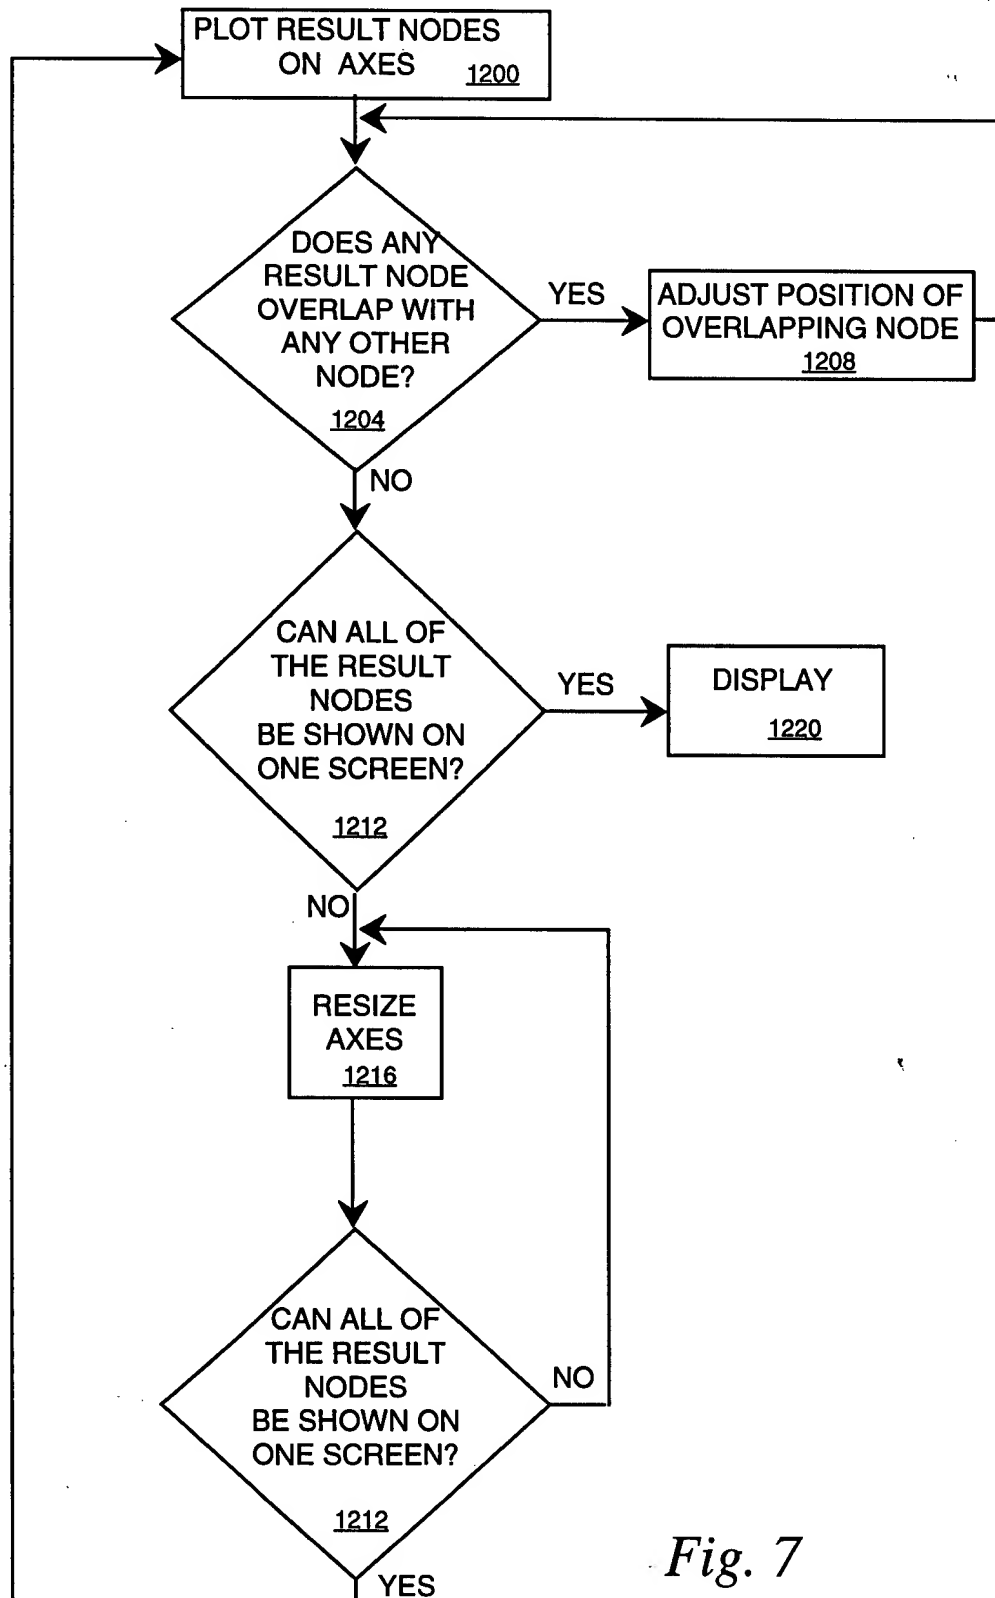 PLOT RESULT NODES
ON AXES 1200
DOES ANY
RESULT NODE
OVERLAP WITH
ANY OTHER
NODE?
1204
YES
ADJUST POSITION OF
OVERLAPPING NODE
1208
NO
CAN ALL OF
THE RESULT
NODES
BE SHOWN ON
ONE SCREEN?
1212
YES
DISPLAY
1220
NO
RESIZE
AXES
1216
CAN ALL OF
THE RESULT
NODES
BE SHOWN ON
ONE SCREEN?
1212
NO
YES
Fig. 7